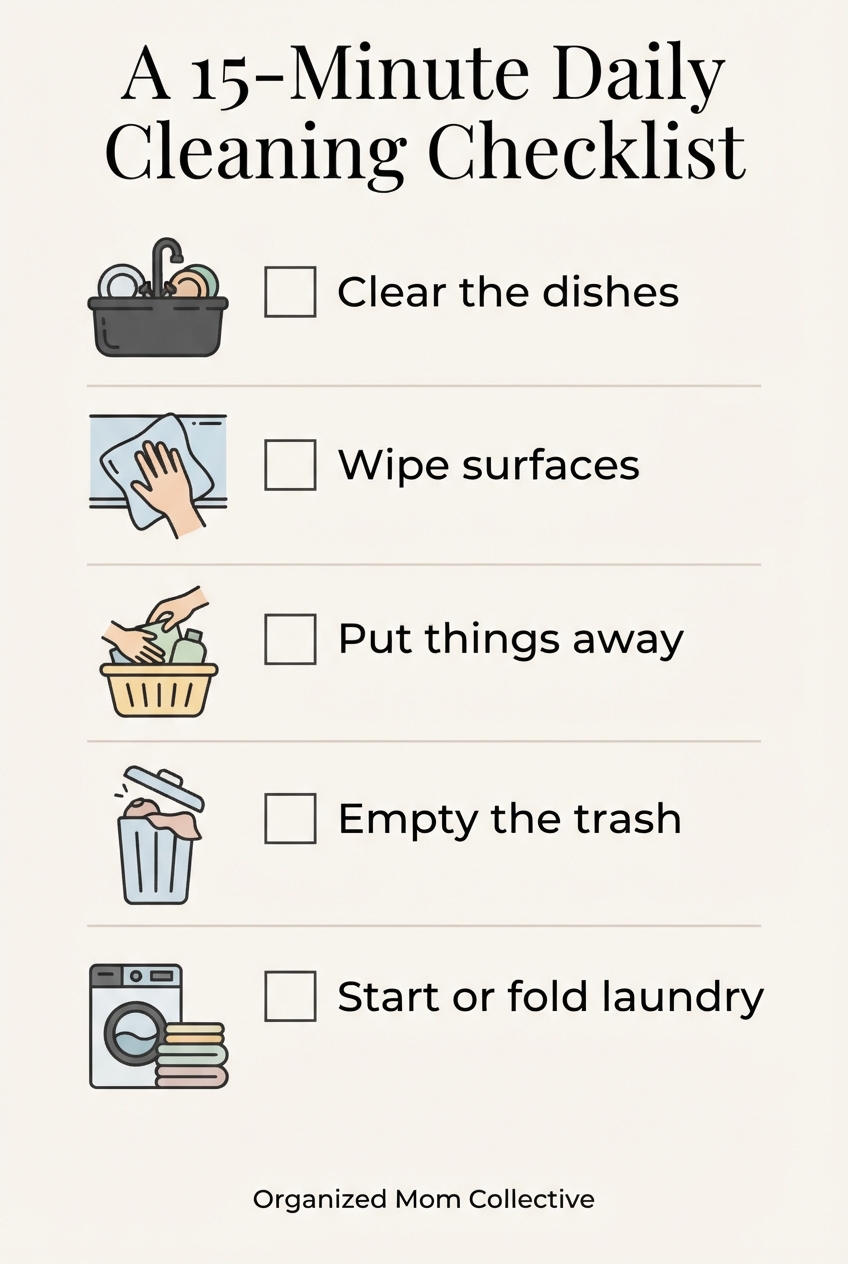 A 15-Minute Daily
Cleaning Checklist
Clear the dishes
Wipe surfaces
Put things away
Empty the trash
Start or fold laundry
Organized Mom Collective